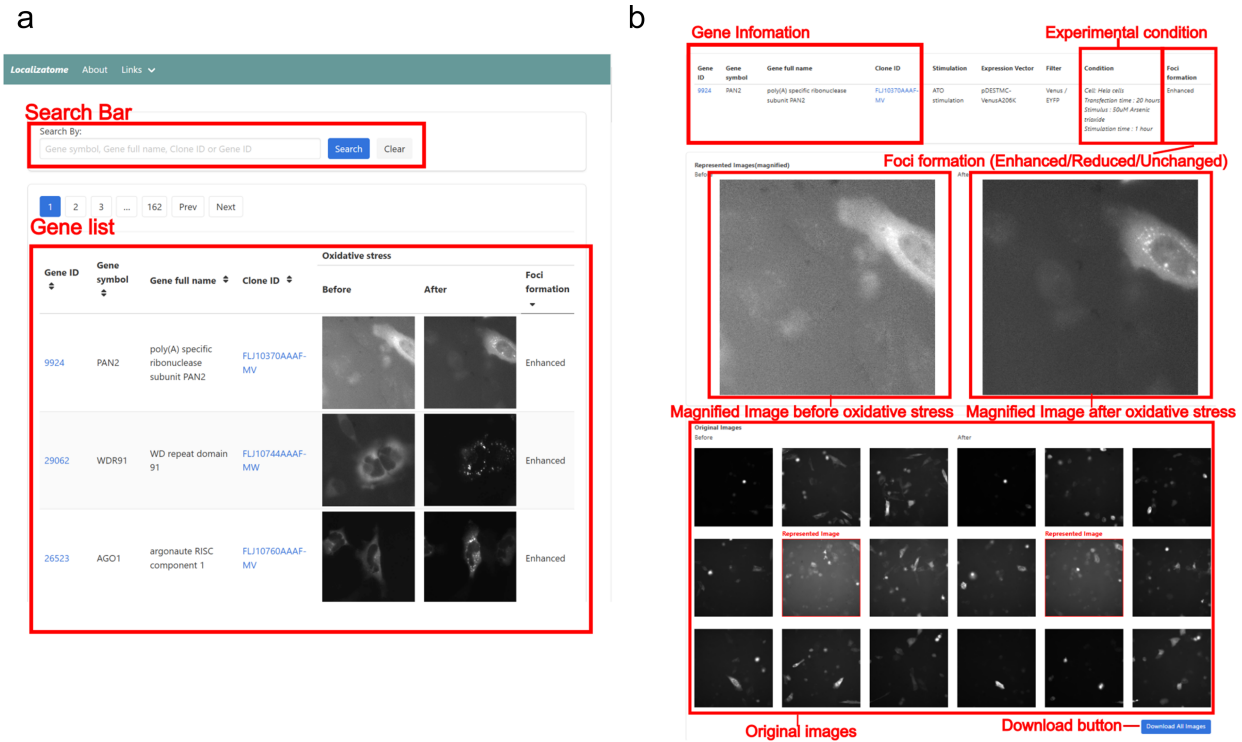 a
Localizatome About Links
Search Bar
Search By:
Gene symbol, Gene full name, Clone ID or Gene ID Search Clear
1 2 3 ... 162 Prev Next
Gene list
Oxidative stress
Gene ID Gene symbol Gene full name Clone ID Before After Foci formation
9924 PAN2 poly(A) specific ribonuclease subunit PAN2 FLJ10370AAAF-MV Enhanced
29062 WDR91 WD repeat domain 91 FLJ10744AAAF-MW Enhanced
26523 AGO1 argonaute RISC component 1 FLJ10760AAAF-MV Enhanced
b
Gene Infomation Experimental condition
Gene ID Gene symbol Gene full name Clone ID Stimulation Expression Vector Filter Condition Foci formation
9924 PAN2 poly(A) specific ribonuclease subunit PAN2 FLJ10370AAAF-MV ATO stimulation pDESTMC-VenusA206K Venus / EYFP Cell: Hela cells Enhanced
Transfection time : 20 hours
Stimulus : 50uM Arsenic trioxide
Stimulation time : 1 hour
Foci formation (Enhanced/Reduced/Unchanged)
Represented Images(magnified)
Before After
Magnified Image before oxidative stress Magnified Image after oxidative stress
Original Images
Before After
Represented Image Represented Image
Original images
Download button
Download All Images